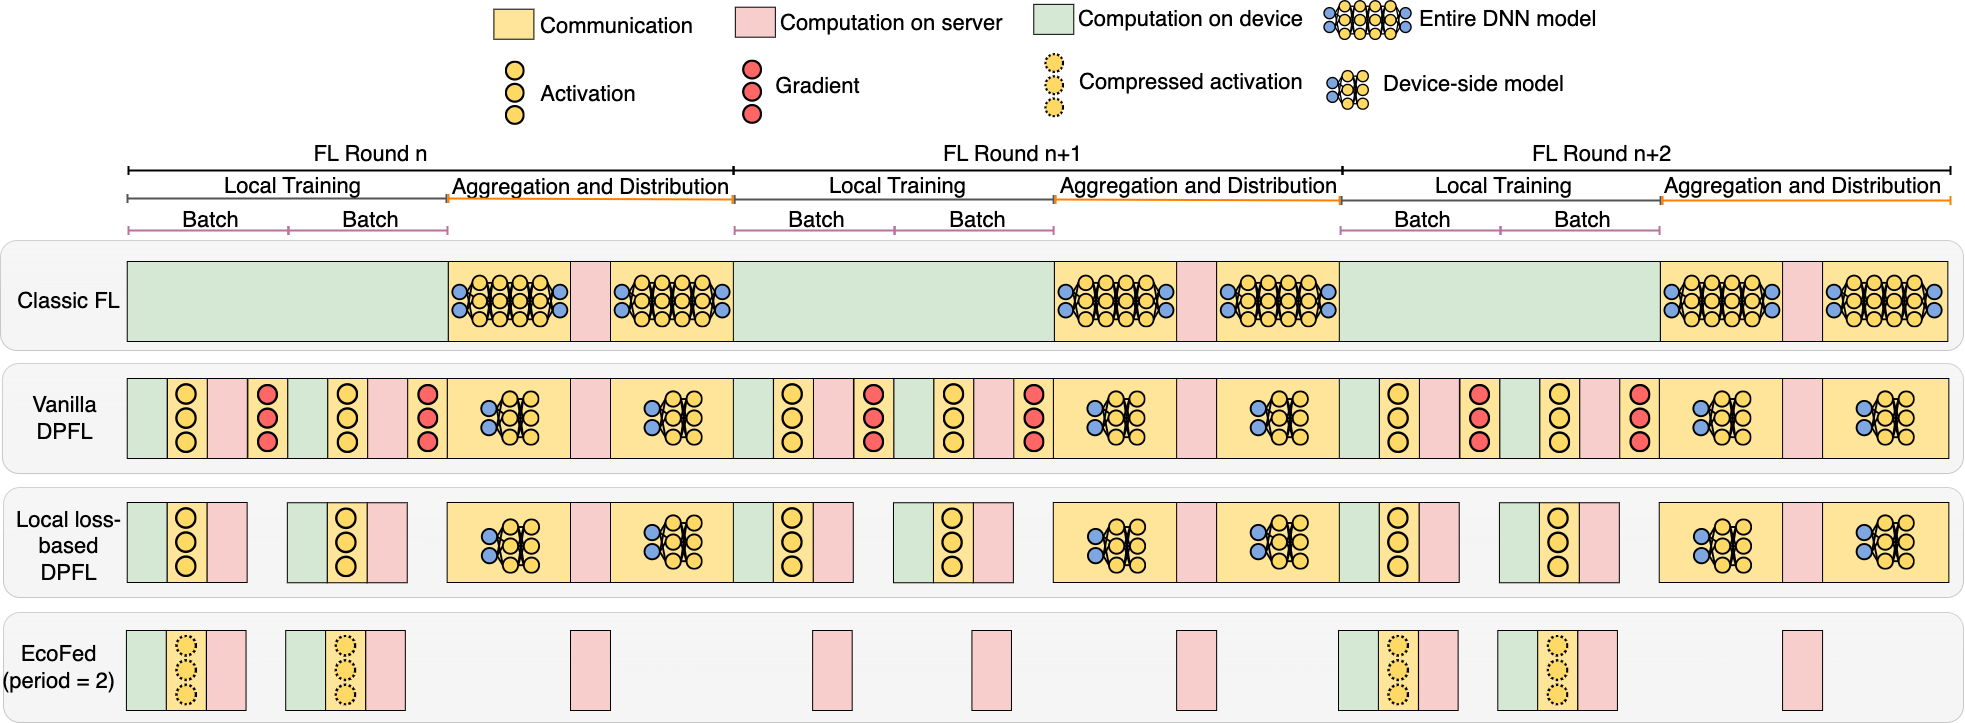 Communication
Computation on server
Computation on device
Entire DNN model
Activation
Gradient
Compressed activation
Device-side model
FL Round n
FL Round n+1
FL Round n+2
Local Training
Aggregation and Distribution
Local Training
Aggregation and Distribution
Local Training
Aggregation and Distribution
Batch
Batch
Batch
Batch
Batch
Batch
Classic FL
Vanilla
DPFL
Local loss-
based
DPFL
EcoFed
(period = 2)